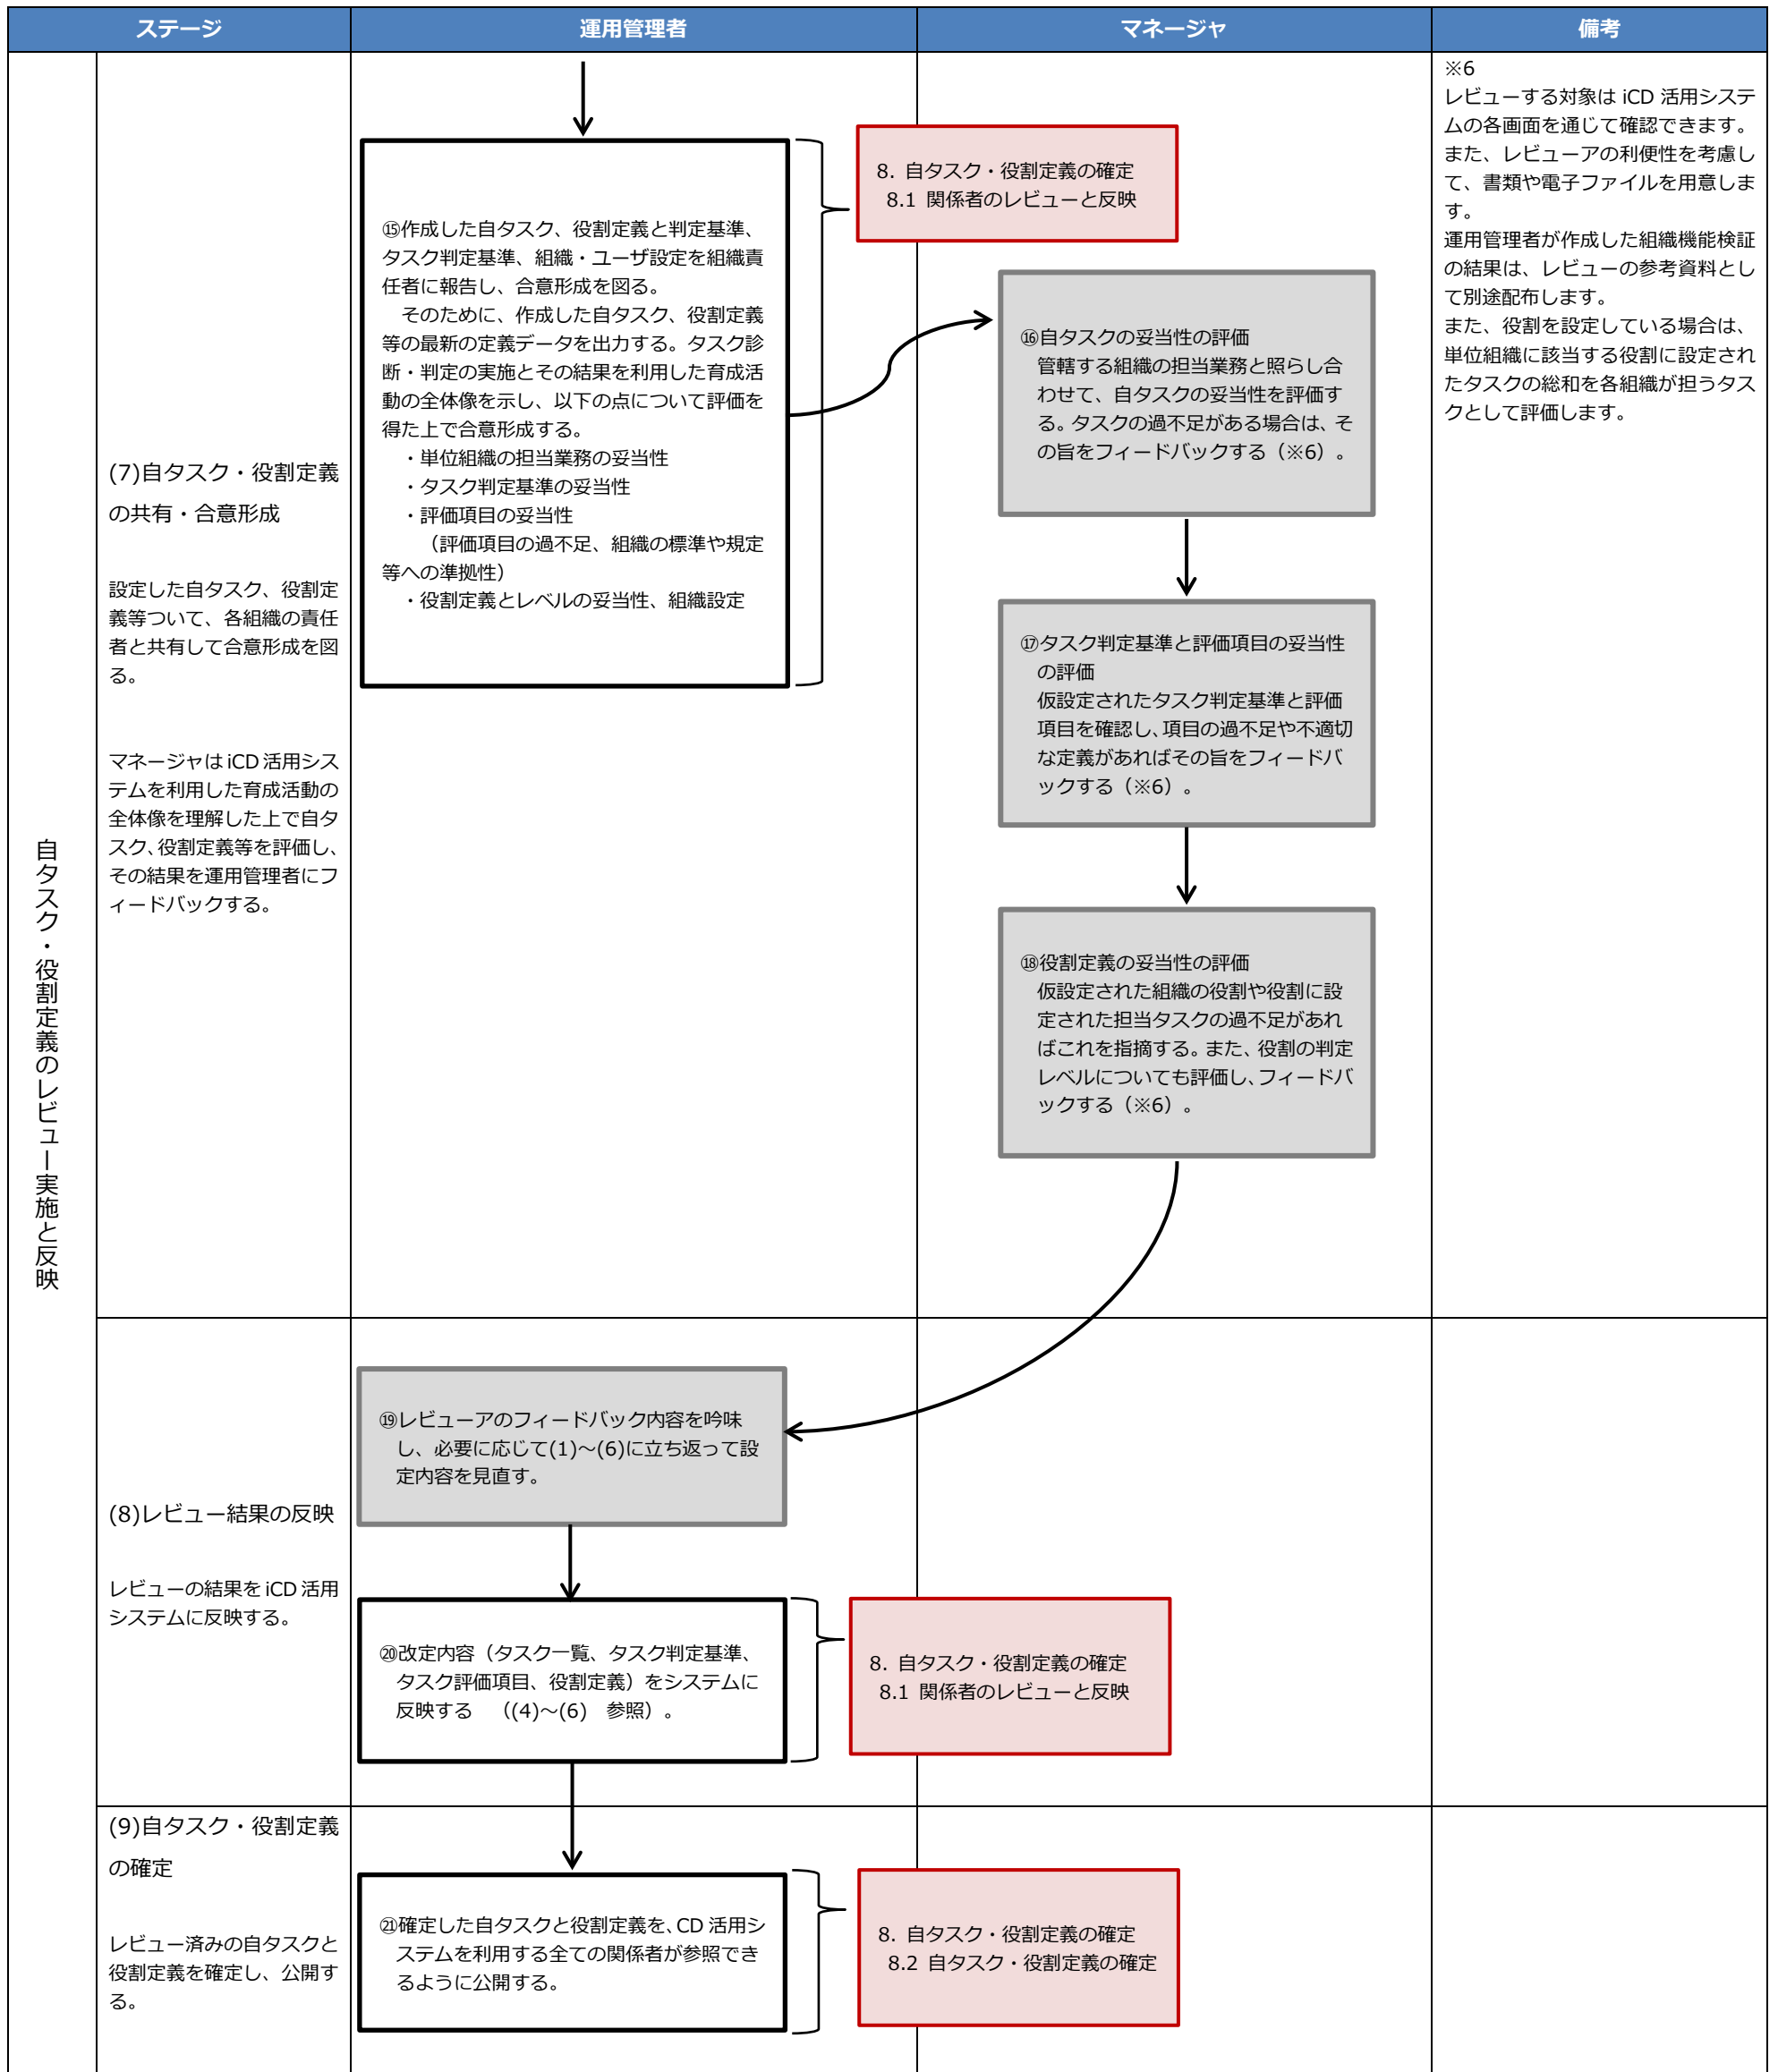 ステージ
運用管理者
マネージャ
備考
自タスク・役割定義のレビュー実施と反映
(7)自タスク・役割定義
の共有・合意形成
設定した自タスク、役割定
義等ついて、各組織の責任
者と共有して合意形成を図
る。
マネージャは iCD 活用シス
テムを利用した育成活動の
全体像を理解した上で自タ
スク、役割定義等を評価し、
その結果を運用管理者にフ
ィードバックする。
⑮作成した自タスク、役割定義と判定基準、
タスク判定基準、組織・ユーザ設定を組織責
任者に報告し、合意形成を図る。
そのために、作成した自タスク、役割定義
等の最新の定義データを出力する。タスク診
断・判定の実施とその結果を利用した育成活
動の全体像を示し、以下の点について評価を
得た上で合意形成する。
・単位組織の担当業務の妥当性
・タスク判定基準の妥当性
・評価項目の妥当性
（評価項目の過不足、組織の標準や規定
等への準拠性）
・役割定義とレベルの妥当性、組織設定
8. 自タスク・役割定義の確定
8.1 関係者のレビューと反映
⑯自タスクの妥当性の評価
管轄する組織の担当業務と照らし合
わせて、自タスクの妥当性を評価す
る。タスクの過不足がある場合は、そ
の旨をフィードバックする（※6）。
⑰タスク判定基準と評価項目の妥当性
の評価
仮設定されたタスク判定基準と評価
項目を確認し、項目の過不足や不適切
な定義があればその旨をフィードバ
ックする（※6）。
⑱役割定義の妥当性の評価
仮設定された組織の役割や役割に設
定された担当タスクの過不足があれ
ばこれを指摘する。また、役割の判定
レベルについても評価し、フィードバ
ックする（※6）。
※6
レビューする対象は iCD 活用システ
ムの各画面を通じて確認できます。
また、レビューアの利便性を考慮し
て、書類や電子ファイルを用意しま
す。
運用管理者が作成した組織機能検証
の結果は、レビューの参考資料とし
て別途配布します。
また、役割を設定している場合は、
単位組織に該当する役割に設定され
たタスクの総和を各組織が担うタス
クとして評価します。
(8)レビュー結果の反映
レビューの結果を iCD 活用
システムに反映する。
⑲レビューアのフィードバック内容を吟味
し、必要に応じて(1)～(6)に立ち返って設
定内容を見直す。
⑳改定内容（タスク一覧、タスク判定基準、
タスク評価項目、役割定義）をシステムに
反映する　（(4)～(6)　参照）。
8. 自タスク・役割定義の確定
8.1 関係者のレビューと反映
(9)自タスク・役割定義
の確定
レビュー済みの自タスクと
役割定義を確定し、公開す
る。
㉑確定した自タスクと役割定義を、CD 活用シ
ステムを利用する全ての関係者が参照でき
るように公開する。
8. 自タスク・役割定義の確定
8.2 自タスク・役割定義の確定